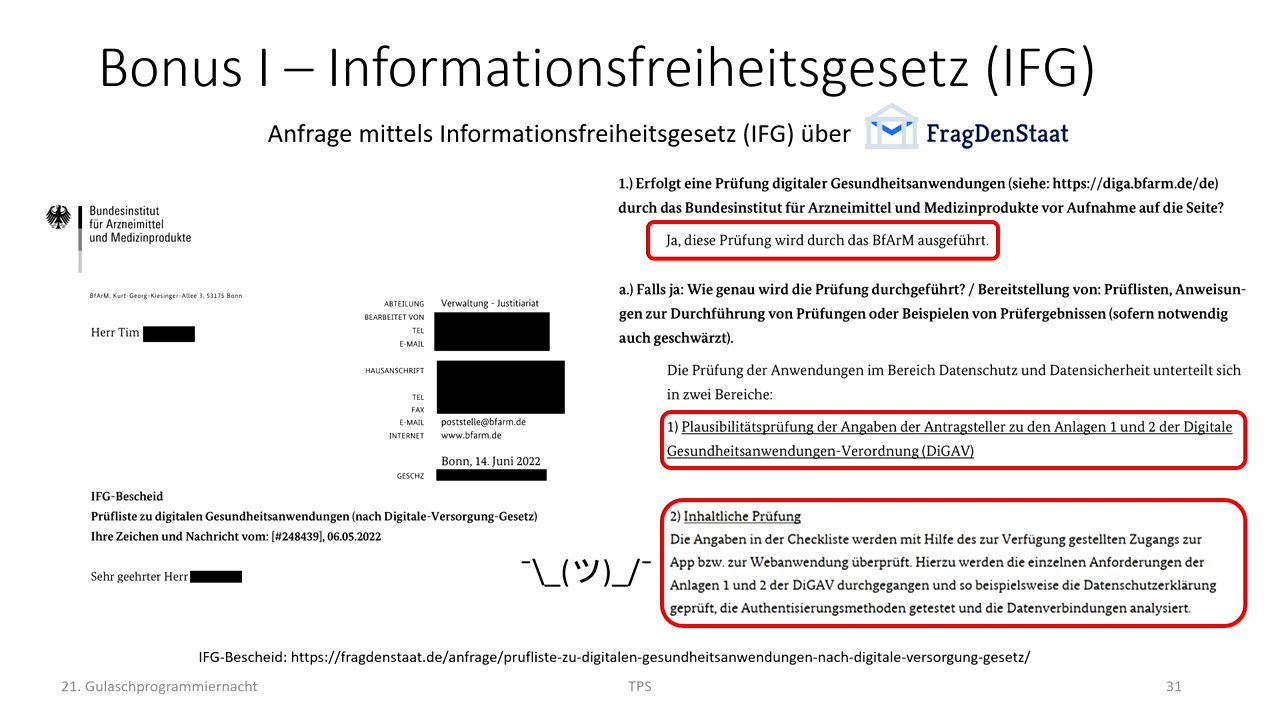 Bonus I – Informationsfreiheitsgesetz (IFG)
Anfrage mittels Informationsfreiheitsgesetz (IFG) über FragDenStaat
Bundesinstitut
für Arzneimittel
und Medizinprodukte
BfArM, Kurt-Georg-Kiesinger-Allee 3, 53175 Bonn
Herr Tim
ABTEILUNG Verwaltung - Justitiariat
BEARBEITET VON
TEL
E-MAIL
HAUSANSCHRIFT
TEL
FAX
E-MAIL poststelle@bfarm.de
INTERNET www.bfarm.de
Bonn, 14. Juni 2022
GESCHZ
IFG-Bescheid
Prüfliste zu digitalen Gesundheitsanwendungen (nach Digitale-Versorgung-Gesetz)
Ihre Zeichen und Nachricht vom: [#248439], 06.05.2022
Sehr geehrter Herr
1.) Erfolgt eine Prüfung digitaler Gesundheitsanwendungen (siehe: https://diga.bfarm.de/de)
durch das Bundesinstitut für Arzneimittel und Medizinprodukte vor Aufnahme auf die Seite?
Ja, diese Prüfung wird durch das BfArM ausgeführt.
a.) Falls ja: Wie genau wird die Prüfung durchgeführt? / Bereitstellung von: Prüflisten, Anweisun-
gen zur Durchführung von Prüfungen oder Beispielen von Prüfergebnissen (sofern notwendig
auch geschwärzt).
Die Prüfung der Anwendungen im Bereich Datenschutz und Datensicherheit unterteilt sich
in zwei Bereiche:
1) Plausibilitätsprüfung der Angaben der Antragsteller zu den Anlagen 1 und 2 der Digitale
Gesundheitsanwendungen-Verordnung (DiGAV)
2) Inhaltliche Prüfung
Die Angaben in der Checkliste werden mit Hilfe des zur Verfügung gestellten Zugangs zur
App bzw. zur Webanwendung überprüft. Hierzu werden die einzelnen Anforderungen der
Anlagen 1 und 2 der DiGAV durchgegangen und so beispielsweise die Datenschutzerklärung
geprüft, die Authentisierungsmethoden getestet und die Datenverbindungen analysiert.
¯\_(ツ)_/¯
IFG-Bescheid: https://fragdenstaat.de/anfrage/prufliste-zu-digitalen-gesundheitsanwendungen-nach-digitale-versorgung-gesetz/
21. Gulaschprogrammiernacht
TPS
31